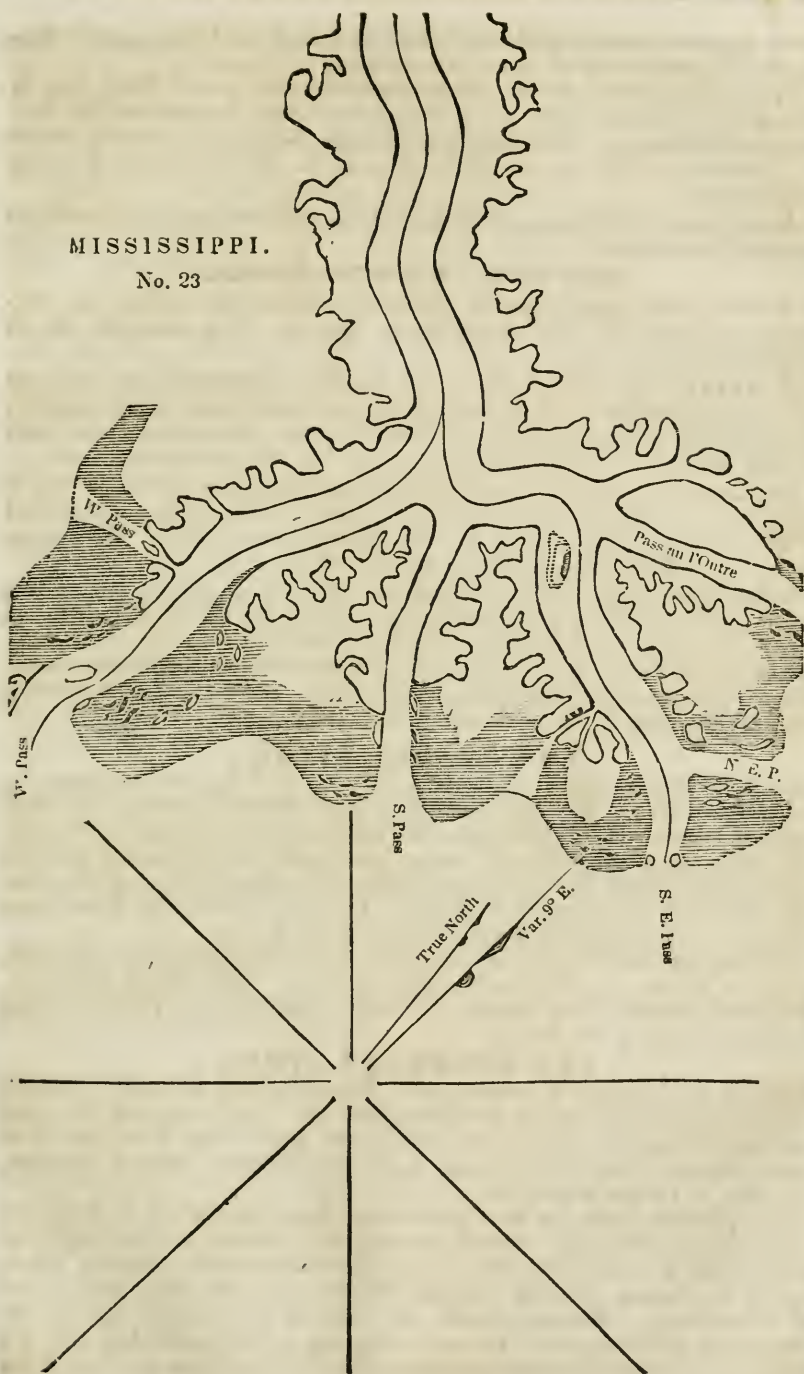 MISSISSIPPI.
No. 23
W. Pass
Pass au l'Outre
W. Pass
N. E. P.
S. Pass
S. E. Pass
True North
Var. 9° E.